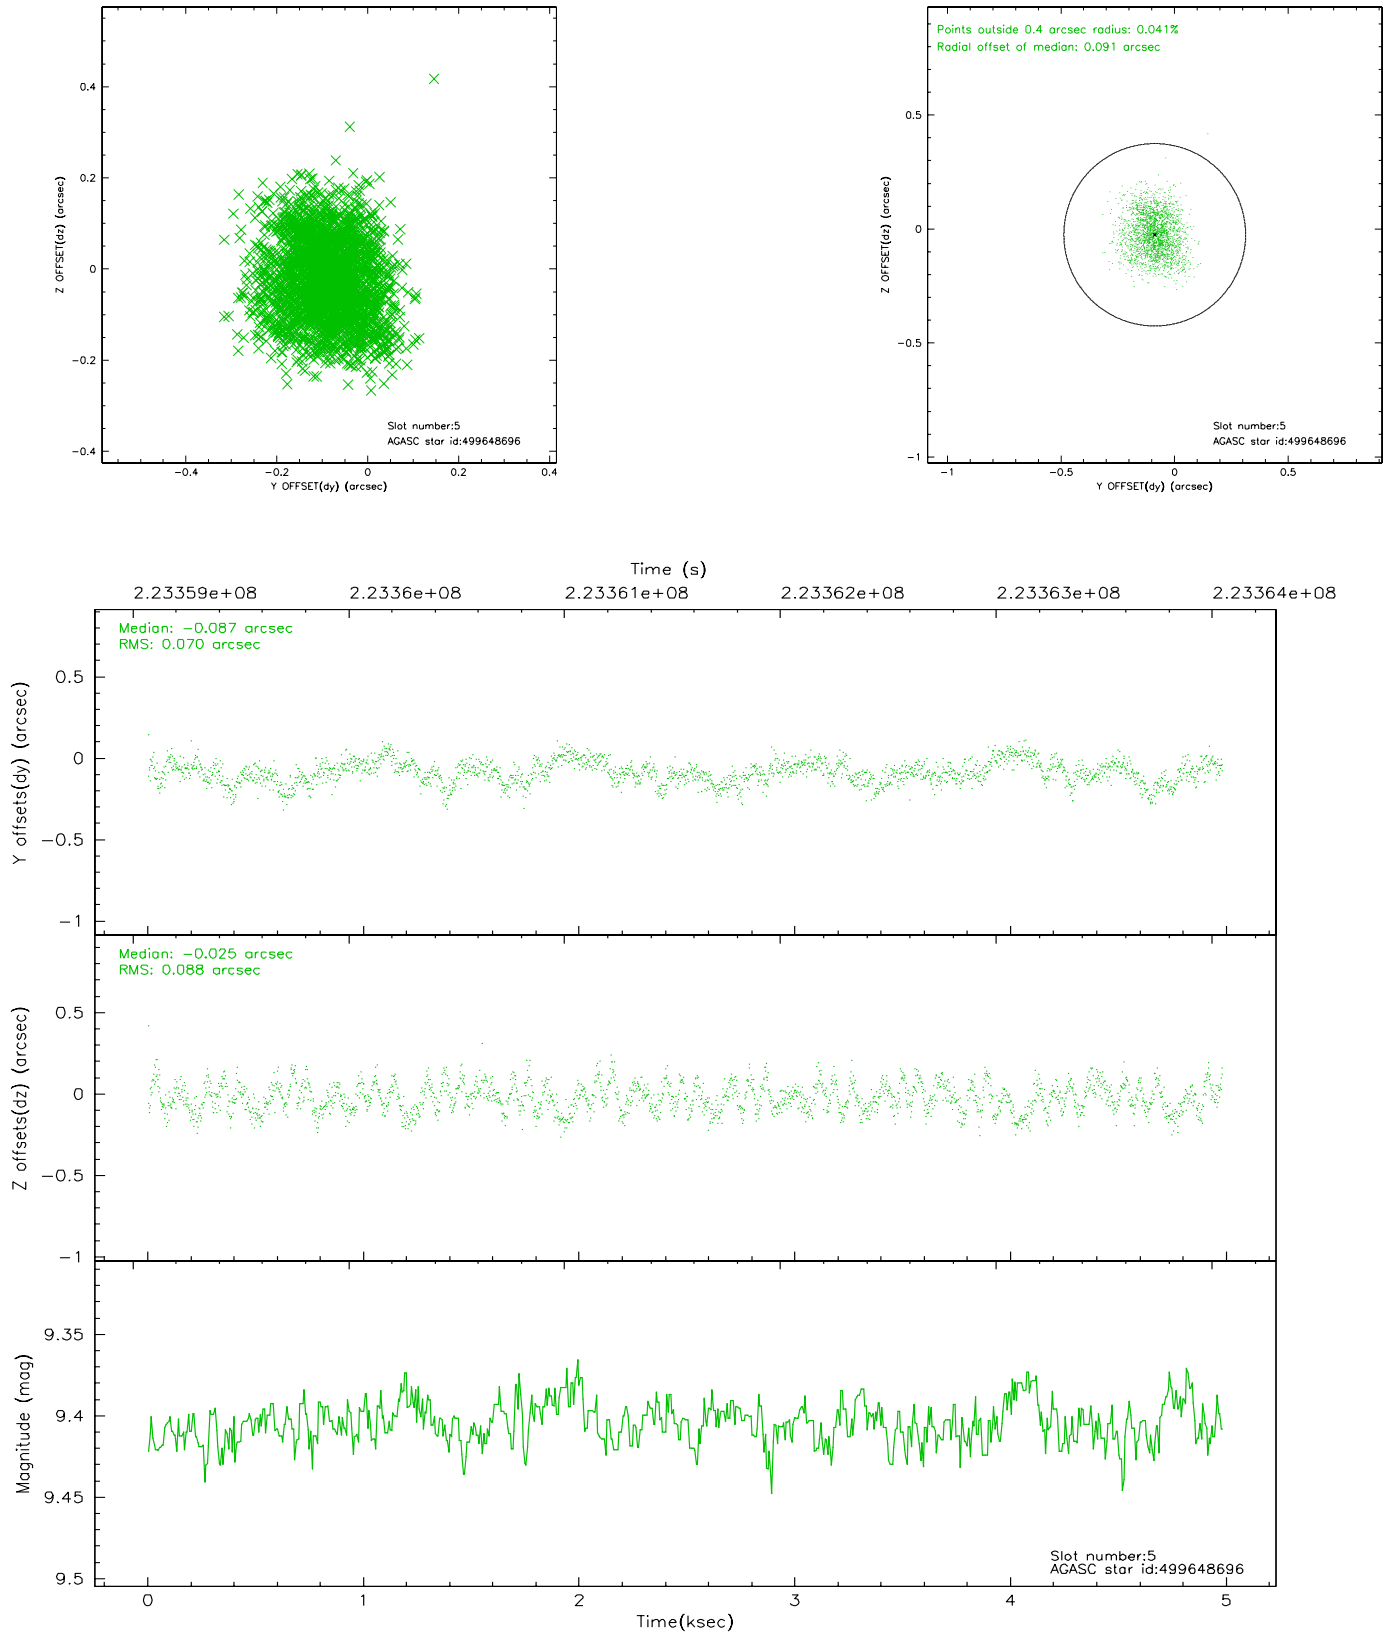 0.4
0.2
0
−0.2
−0.4
Z OFFSET(dz) (arcsec)
Slot number:5
AGASC star id:499648696
−0.4
−0.2
0
0.2
0.4
Y OFFSET(dy) (arcsec)
Points outside 0.4 arcsec radius: 0.041%
Radial offset of median: 0.091 arcsec
0.5
0
−0.5
−1
Z OFFSET(dz) (arcsec)
Slot number:5
AGASC star id:499648696
−1
−0.5
0
0.5
Y OFFSET(dy) (arcsec)
Time (s)
2.23359e+08
2.2336e+08
2.23361e+08
2.23362e+08
2.23363e+08
2.23364e+08
Median: −0.087 arcsec
RMS: 0.070 arcsec
0.5
0
−0.5
−1
Y offsets(dy) (arcsec)
Median: −0.025 arcsec
RMS: 0.088 arcsec
0.5
0
−0.5
−1
Z offsets(dz) (arcsec)
9.35
9.4
9.45
9.5
Magnitude (mag)
Slot number:5
AGASC star id:499648696
0
1
2
3
4
5
Time(ksec)